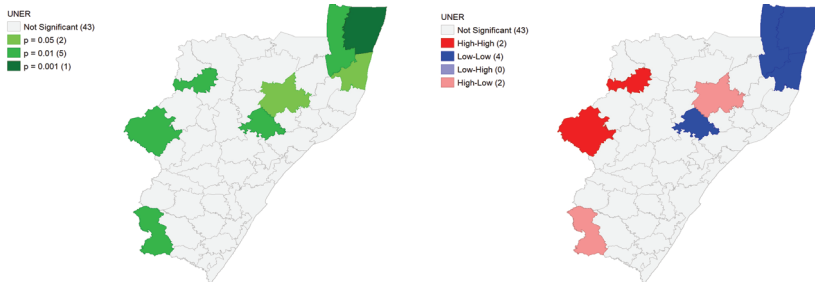 UNER
Not Significant (43)
p = 0.05 (2)
p = 0.01 (5)
p = 0.001 (1)
UNER
Not Significant (43)
High-High (2)
Low-Low (4)
Low-High (0)
High-Low (2)